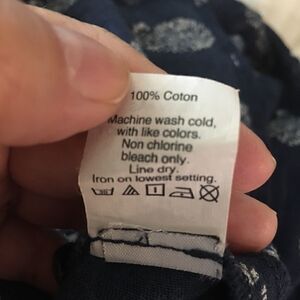 100% Coton
Machine wash cold,
with like colors.
Non chlorine
bleach only.
Line dry.
Iron on lowest setting.